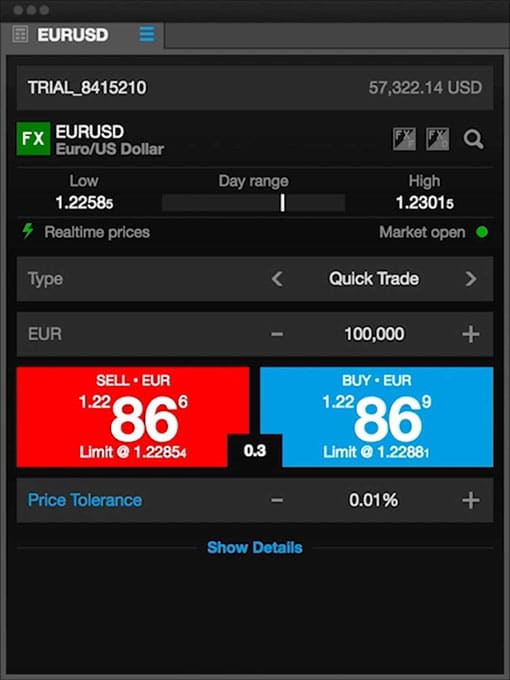 EURUSD
TRIAL_8415210 57,322.14 USD
FX EURUSD
Euro/US Dollar
Low Day range High
1.22585 1.23015
Realtime prices Market open
Type < Quick Trade >
EUR - 100,000 +
SELL • EUR BUY • EUR
1.22 86 6 1.22 86 9
Limit @ 1.22854 0.3 Limit @ 1.22881
Price Tolerance - 0.01% +
Show Details